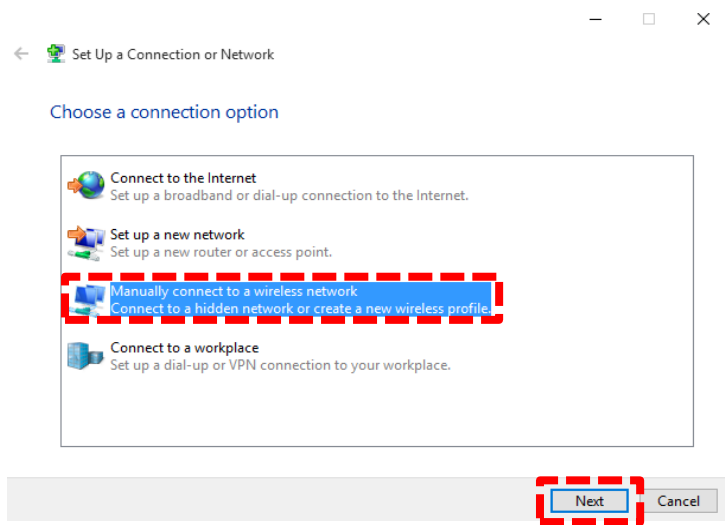 Set Up a Connection or Network
Choose a connection option
Connect to the Internet
Set up a broadband or dial-up connection to the Internet.
Set up a new network
Set up a new router or access point.
Manually connect to a wireless network
Connect to a hidden network or create a new wireless profile.
Connect to a workplace
Set up a dial-up or VPN connection to your workplace.
Next Cancel